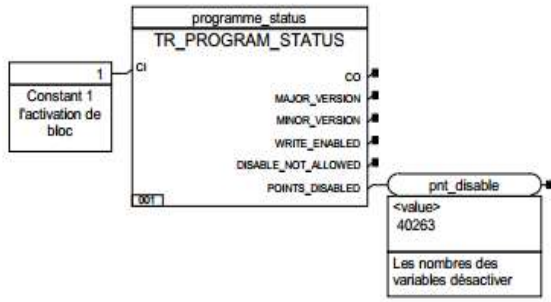 programme_status
TR_PROGRAM_STATUS
1
CI
CO
Constant 1
l'activation de
bloc
MAJOR_VERSION
MINOR_VERSION
WRITE_ENABLED
DISABLE_NOT_ALLOWED
POINTS_DISABLED
001
pnt_disable
<value>
40263
Les nombres des
variables désactiver